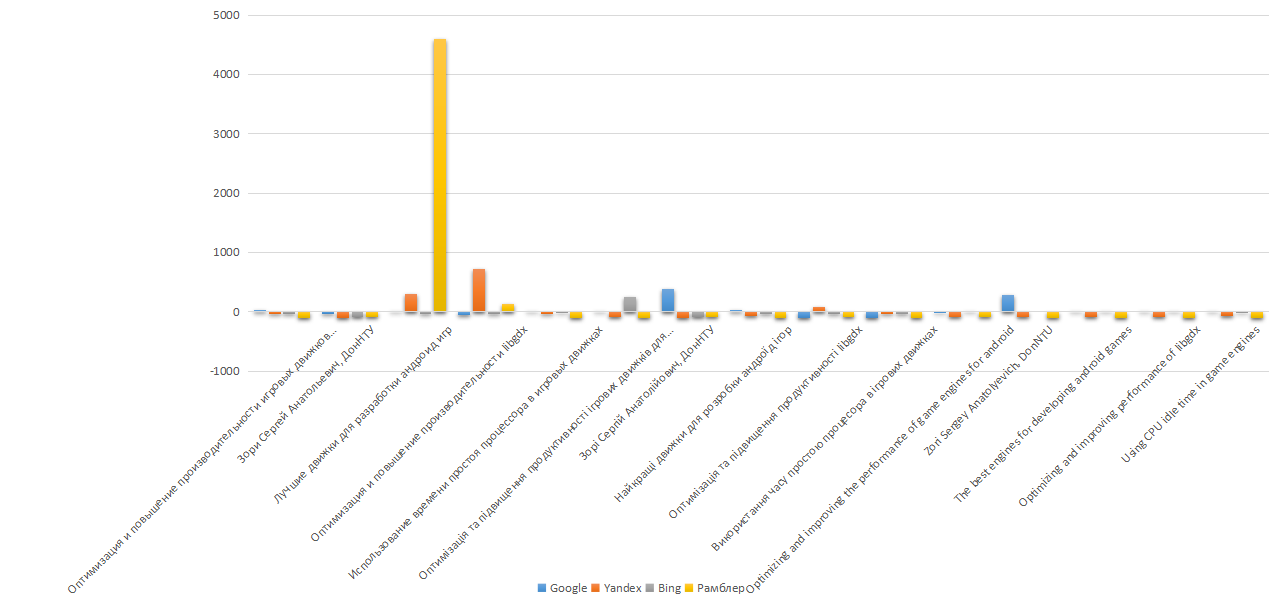 5000
4000
3000
2000
1000
0
-1000
Оптимизация и повышение производительности игровых движков…
Зори Сергей Анатольевич, ДонНТУ
Лучшие движки для разработки андроид игр
Оптимизация и повышение производительности libgdx
Использование времени простоя процессора в игровых движках
Оптимізація та підвищення продуктивності ігрових движків для…
Зорі Сергій Анатолійович, ДонНТУ
Найкращі движки для розробки андроїд ігор
Оптимізація та підвищення продуктивності libgdx
Використання часу простою процесора в ігрових движках
Optimizing and improving the performance of game engines for android
Zori Sergey Anatolyevich, DonNTU
The best engines for developing android games
Optimizing and improving performance of libgdx
Using CPU idle time in game engines
Google Yandex Bing Рамблер